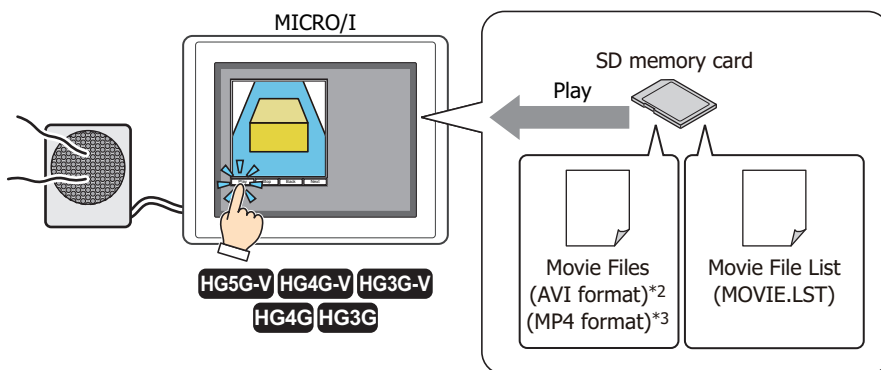 MICRO/I
SD memory card
Play
Play Stop Back Next
Movie Files
(AVI format)*2
(MP4 format)*3
Movie File List
(MOVIE.LST)
HG5G-V HG4G-V HG3G-V
HG4G HG3G